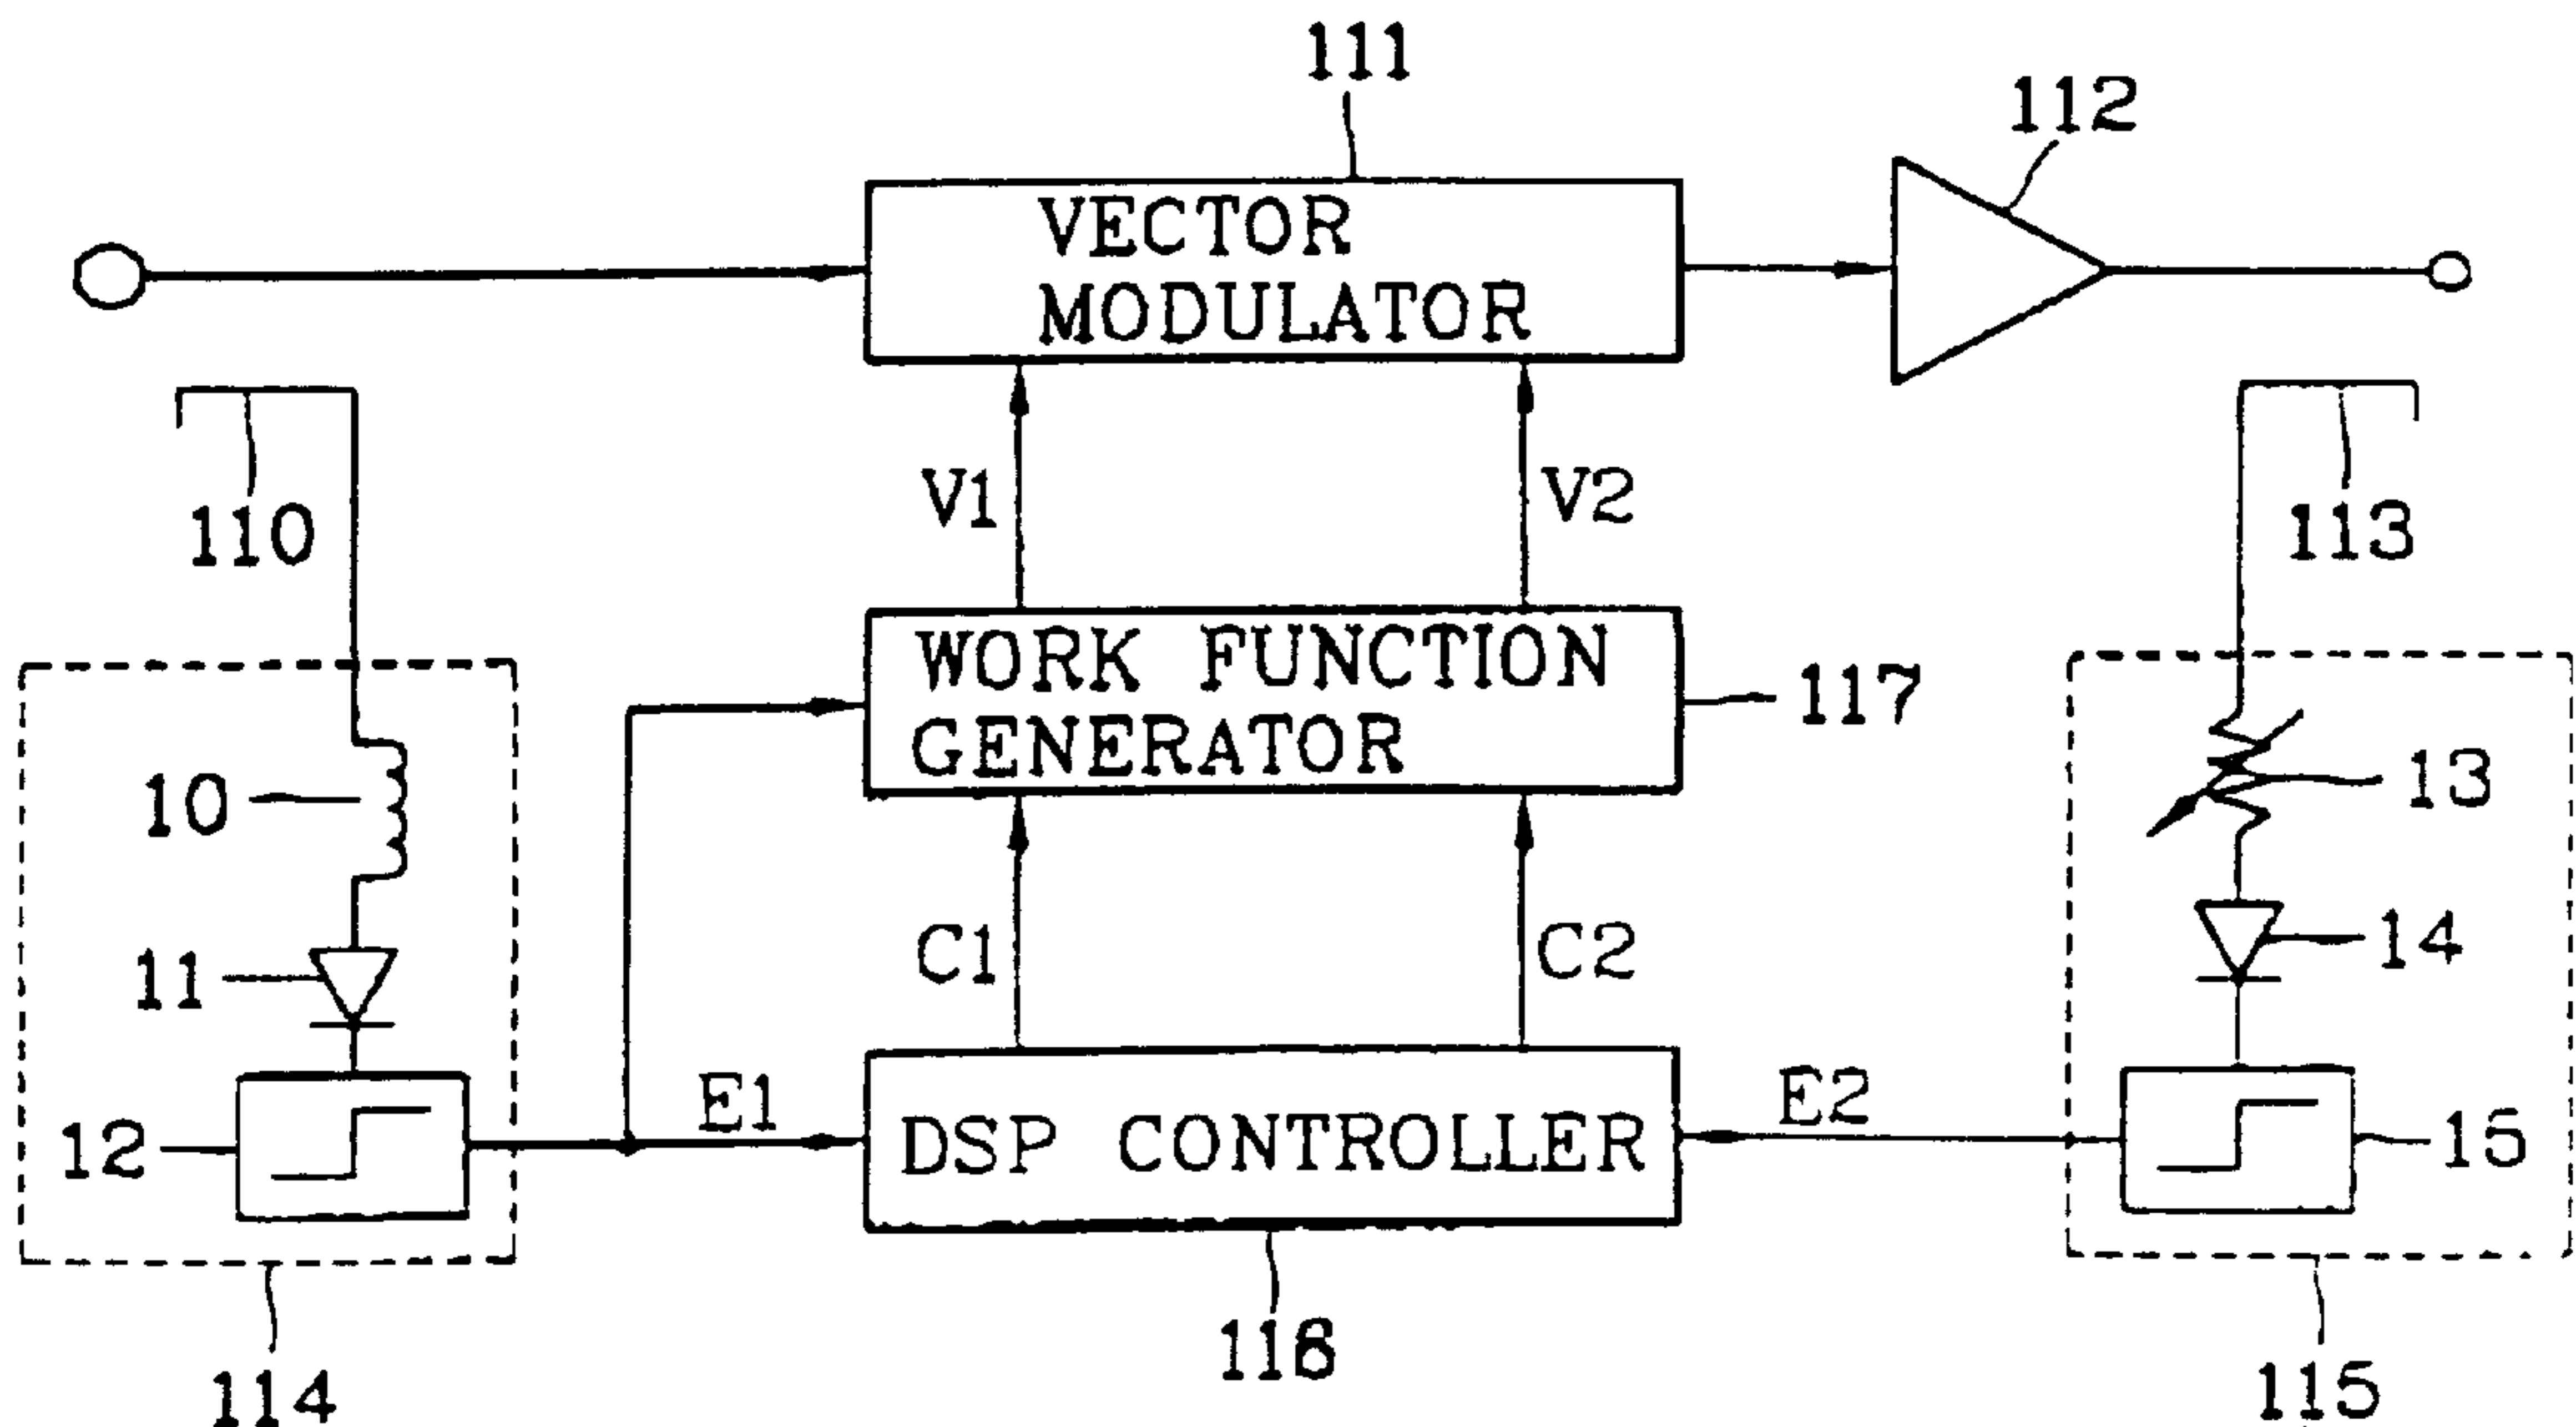 111
112
VECTOR
MODULATOR
110
V1
V2
113
WORK FUNCTION
GENERATOR
117
10
13
11
C1
C2
14
12
E1
DSP CONTROLLER
E2
15
114
116
115